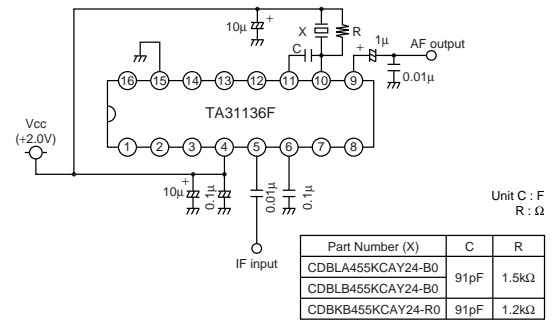 10μ
+
X
R
C
+
1μ
AF output
0.01μ
16 15 14 13 12 11 10 9
TA31136F
Vcc
(+2.0V)
1 2 3 4 5 6 7 8
10μ
+
0.1μ
0.01μ
0.1μ
IF input
Unit C : F
R : Ω
Part Number (X) C R
CDBLA455KCAY24-B0 91pF 1.5kΩ
CDBLB455KCAY24-B0
CDBKB455KCAY24-R0 91pF 1.2kΩ